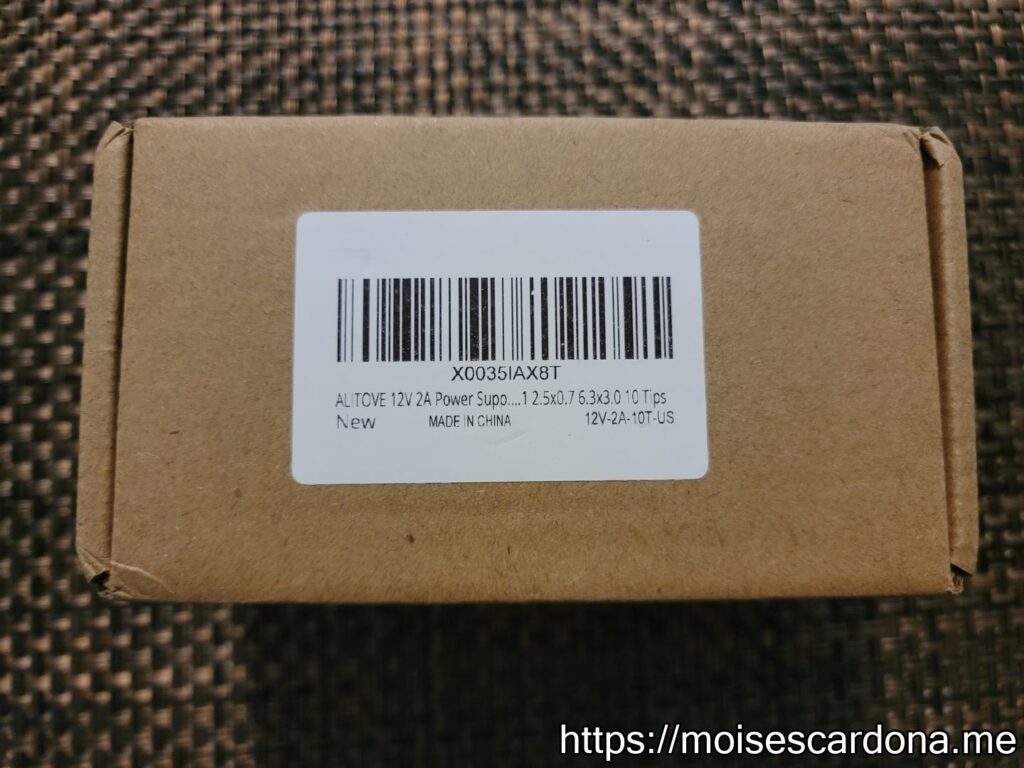 X0035IAX8T
ALITOVE 12V 2A Power Supp....1 2.5x0.7 6.3x3.0 10 Tips
New MADE IN CHINA 12V-2A-10T-US
https://moisescardona.me